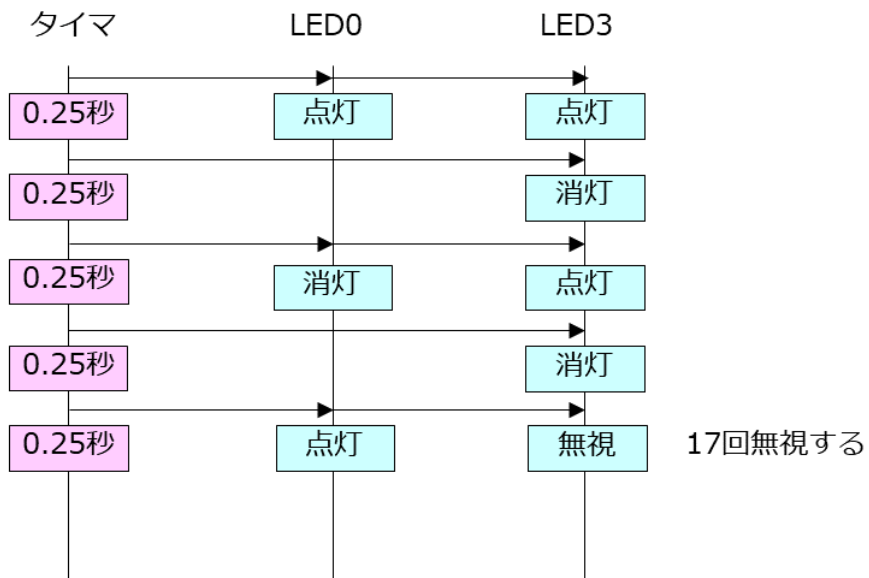 タイマ LED0 LED3
0.25秒 点灯 点灯
0.25秒 消灯
0.25秒 消灯 点灯
0.25秒 消灯
0.25秒 点灯 無視 17回無視する